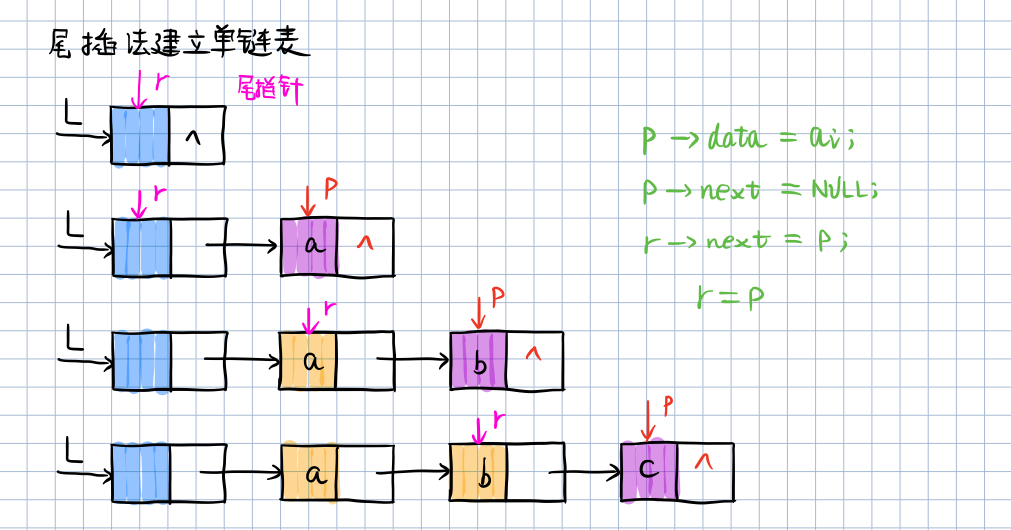 尾插法建立单链表
r 尾指针
L ^
p->data = ai;
r P
L a ^
P->next = NULL;
r->next = P;
r = P
r P
L a b ^
r P
L a b c ^